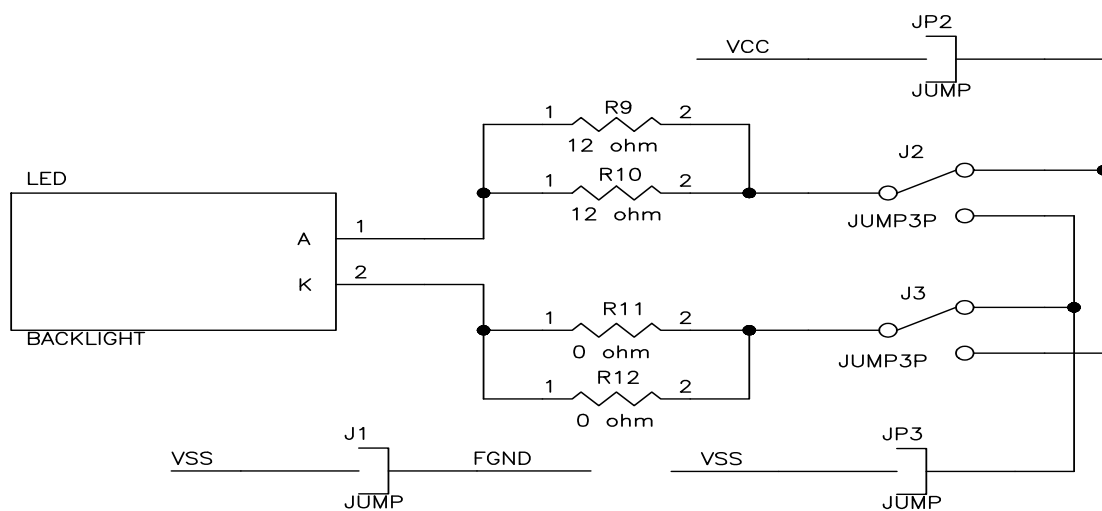 JP2
VCC
JUMP
1 R9 2
12 ohm
J2
LED
1 R10 2
12 ohm
JUMP3P
A 1
K 2
J3
1 R11 2
BACKLIGHT
0 ohm
JUMP3P
1 R12 2
0 ohm
J1
JP3
VSS FGND
VSS
JUMP
JUMP